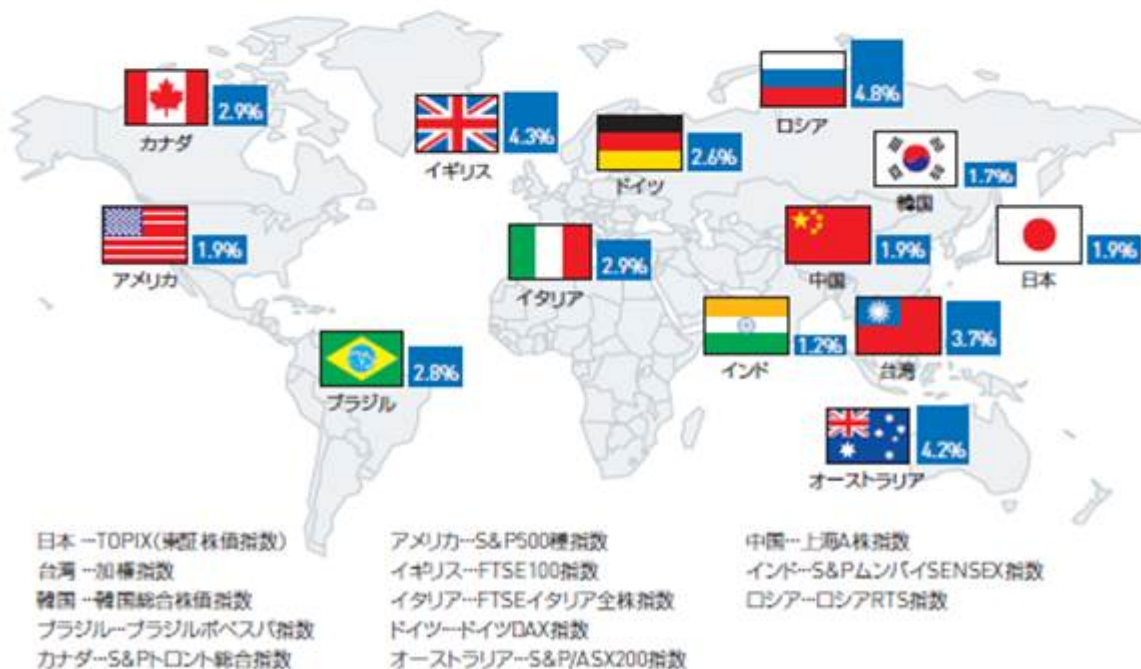 カナダ
2.9%
イギリス
4.3%
ドイツ
2.6%
ロシア
4.8%
韓国
1.7%
アメリカ
1.9%
イタリア
2.9%
中国
1.9%
日本
1.9%
ブラジル
2.8%
インド
1.2%
台湾
3.7%
オーストラリア
4.2%
日本…TOPIX(東証株価指数)
台湾…加権指数
韓国…韓国総合株価指数
ブラジル…ブラジルボベスパ指数
カナダ…S&Pトロント総合指数
アメリカ…S&P500種指数
イギリス…FTSE100指数
イタリア…FTSEイタリア全株指数
ドイツ…ドイツDAX指数
オーストラリア…S&P/ASX200指数
中国…上海A株指数
インド…S&PムンバイSENSEX指数
ロシア…ロシアRTS指数